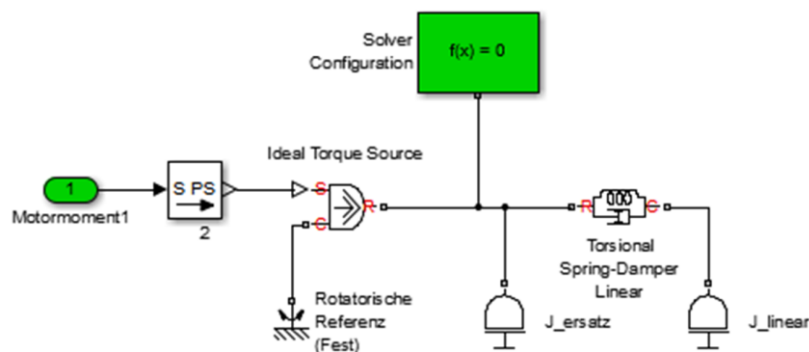 Solver
Configuration
f(x) = 0
Ideal Torque Source
1
Motormoment1
S PS
2
S
C
R
Rotatorische
Referenz
(Fest)
R
C
Torsional
Spring-Damper
Linear
J_ersatz
J_linear